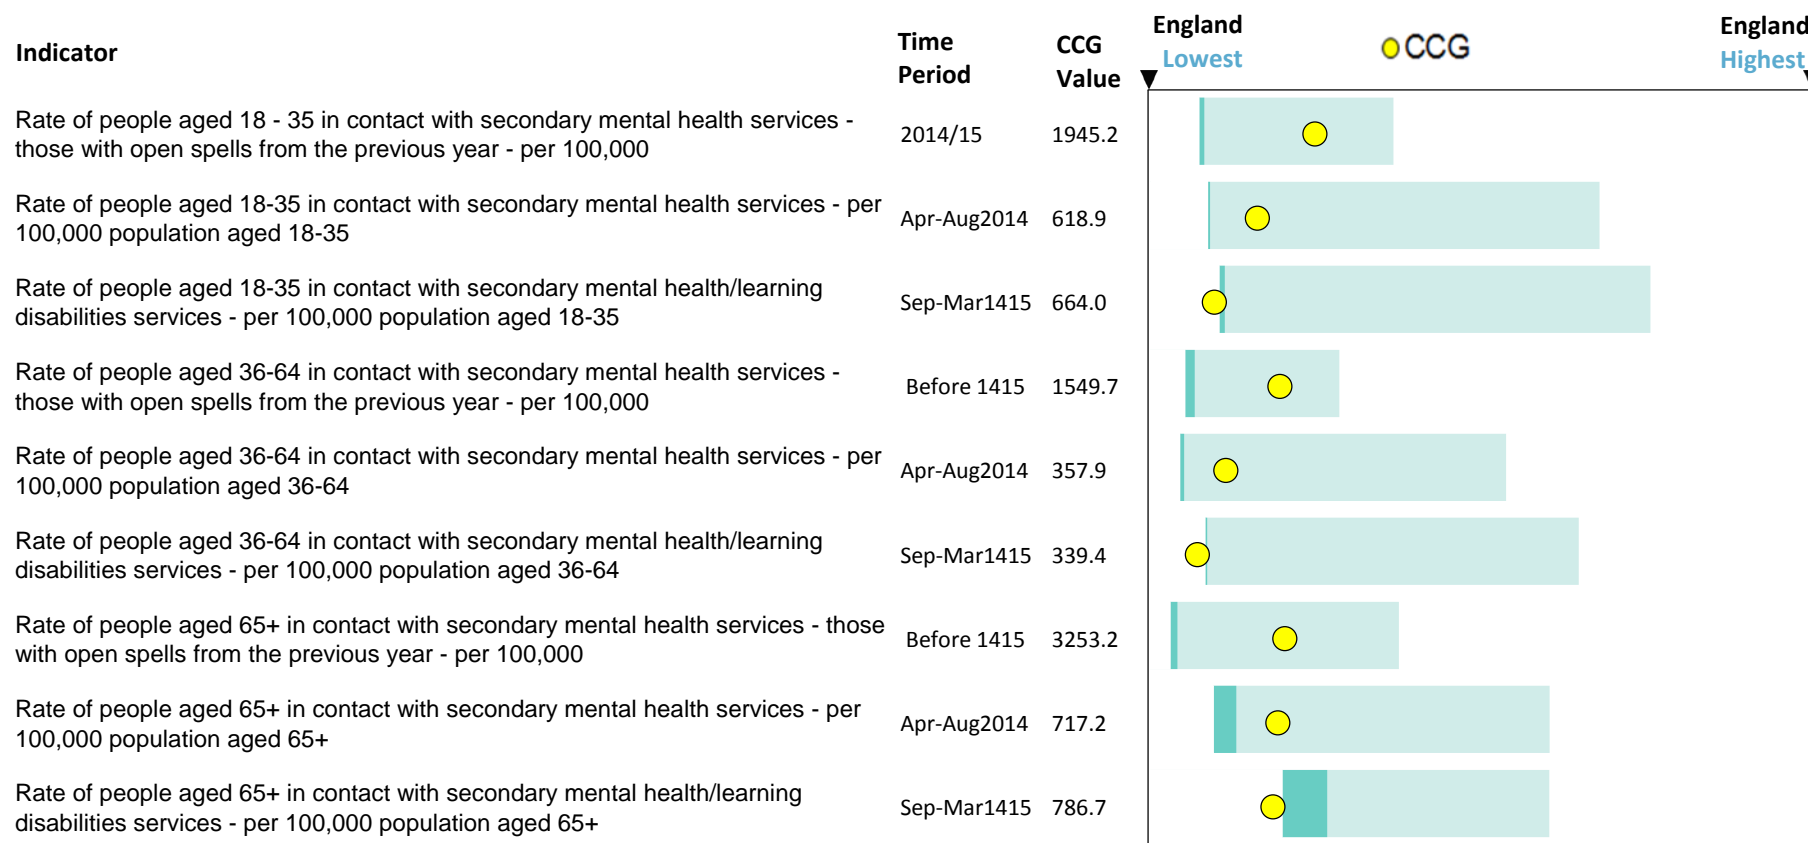 Indicator
Time
Period
CCG
Value
England
Lowest
CCG
England
Highest
Rate of people aged 18 - 35 in contact with secondary mental health services -
those with open spells from the previous year - per 100,000
2014/15
1945.2
Rate of people aged 18-35 in contact with secondary mental health services - per
100,000 population aged 18-35
Apr-Aug2014
618.9
Rate of people aged 18-35 in contact with secondary mental health/learning
disabilities services - per 100,000 population aged 18-35
Sep-Mar1415
664.0
Rate of people aged 36-64 in contact with secondary mental health services -
those with open spells from the previous year - per 100,000
Before 1415
1549.7
Rate of people aged 36-64 in contact with secondary mental health services - per
100,000 population aged 36-64
Apr-Aug2014
357.9
Rate of people aged 36-64 in contact with secondary mental health/learning
disabilities services - per 100,000 population aged 36-64
Sep-Mar1415
339.4
Rate of people aged 65+ in contact with secondary mental health services - those
with open spells from the previous year - per 100,000
Before 1415
3253.2
Rate of people aged 65+ in contact with secondary mental health services - per
100,000 population aged 65+
Apr-Aug2014
717.2
Rate of people aged 65+ in contact with secondary mental health/learning
disabilities services - per 100,000 population aged 65+
Sep-Mar1415
786.7